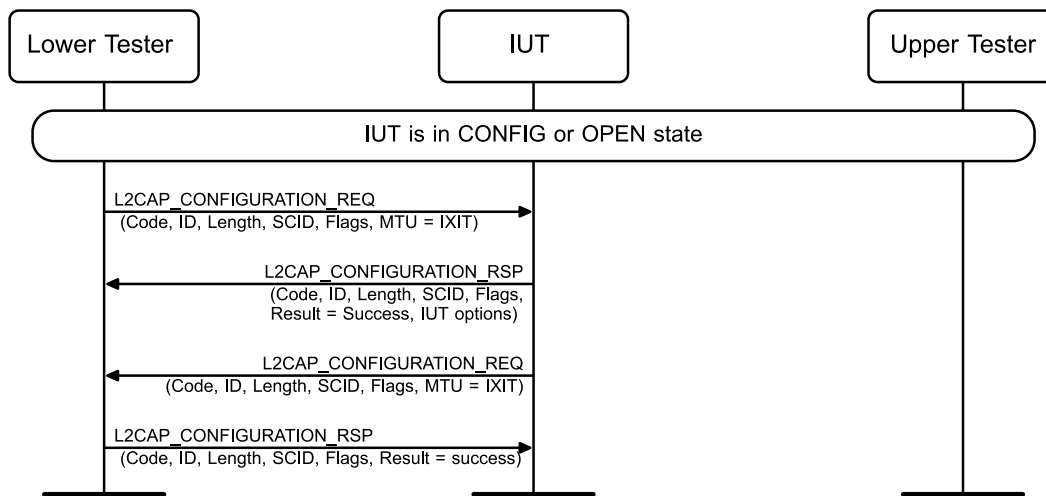 Lower Tester
IUT
Upper Tester
IUT is in CONFIG or OPEN state
L2CAP_CONFIGURATION_REQ
(Code, ID, Length, SCID, Flags, MTU = IXIT)
L2CAP_CONFIGURATION_RSP
(Code, ID, Length, SCID, Flags,
Result = Success, IUT options)
L2CAP_CONFIGURATION_REQ
(Code, ID, Length, SCID, Flags, MTU = IXIT)
L2CAP_CONFIGURATION_RSP
(Code, ID, Length, SCID, Flags, Result = success)